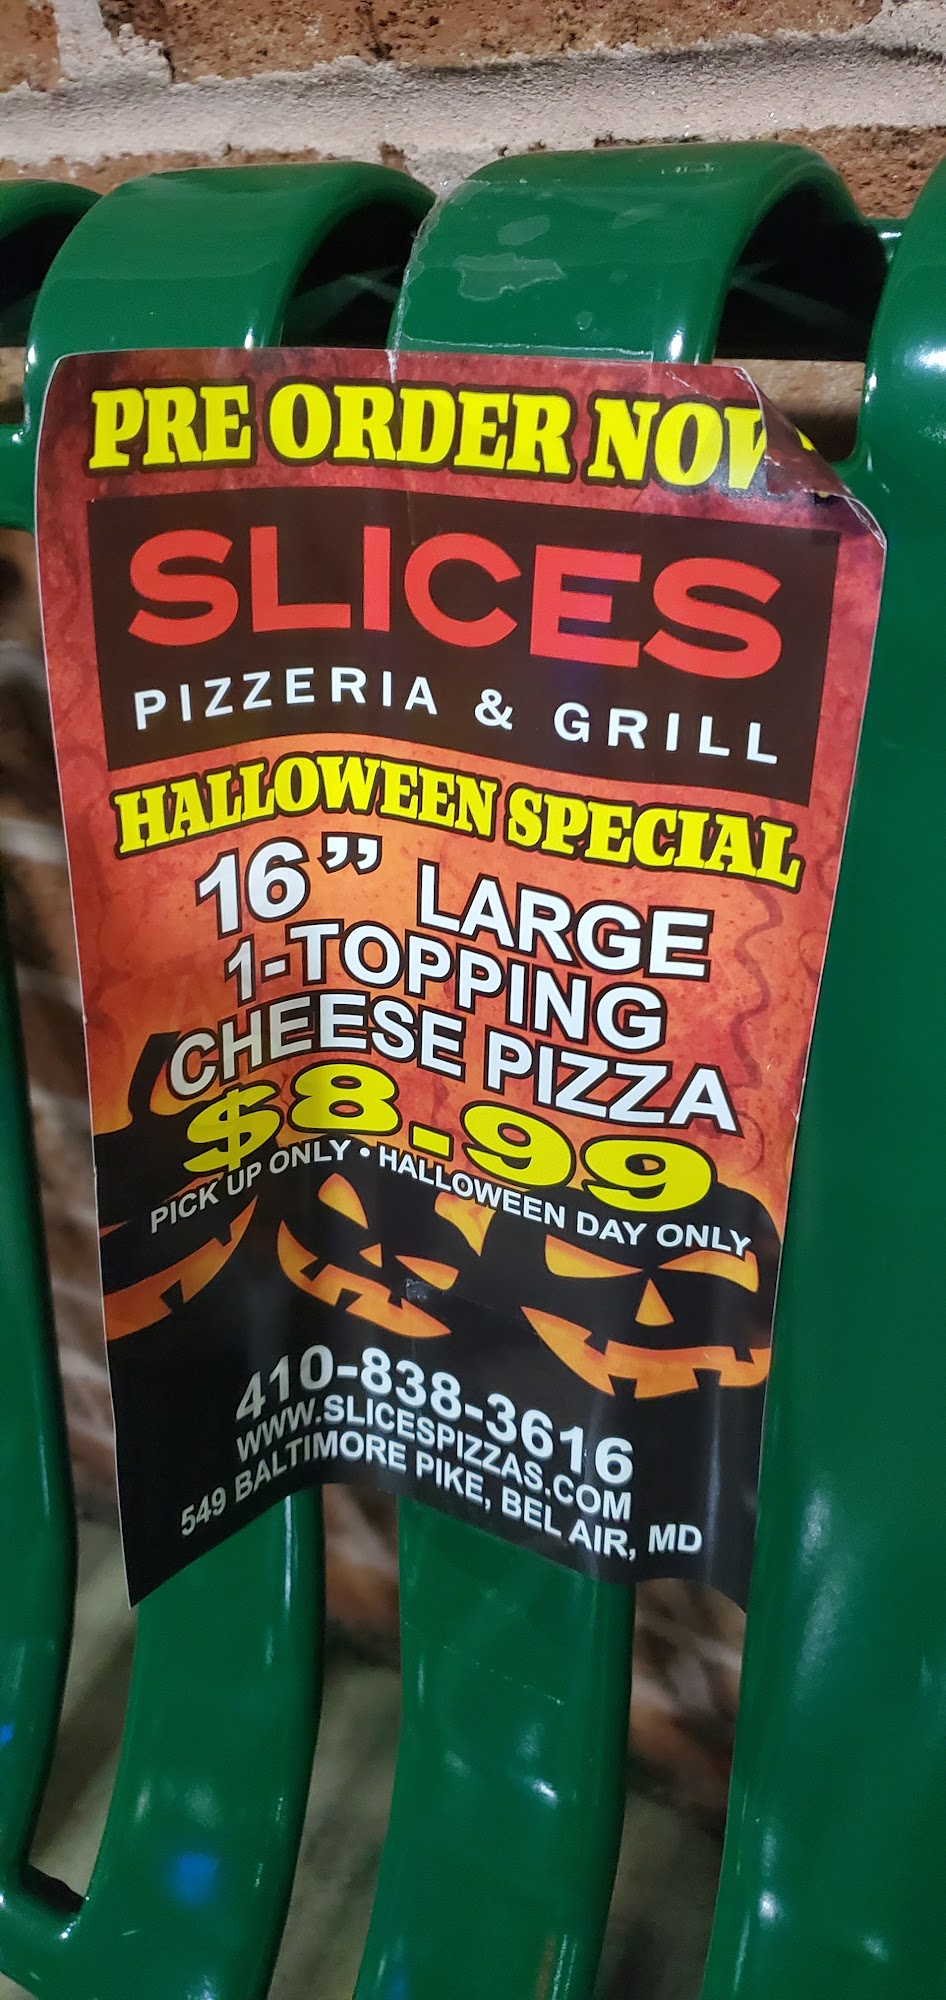 PRE ORDER NOW
SLICES
PIZZERIA & GRILL
HALLOWEEN SPECIAL
16” LARGE
1-TOPPING
CHEESE PIZZA
$8.99
PICK UP ONLY • HALLOWEEN DAY ONLY
410-838-3616
WWW.SLICESPIZZAS.COM
549 BALTIMORE PIKE, BEL AIR, MD